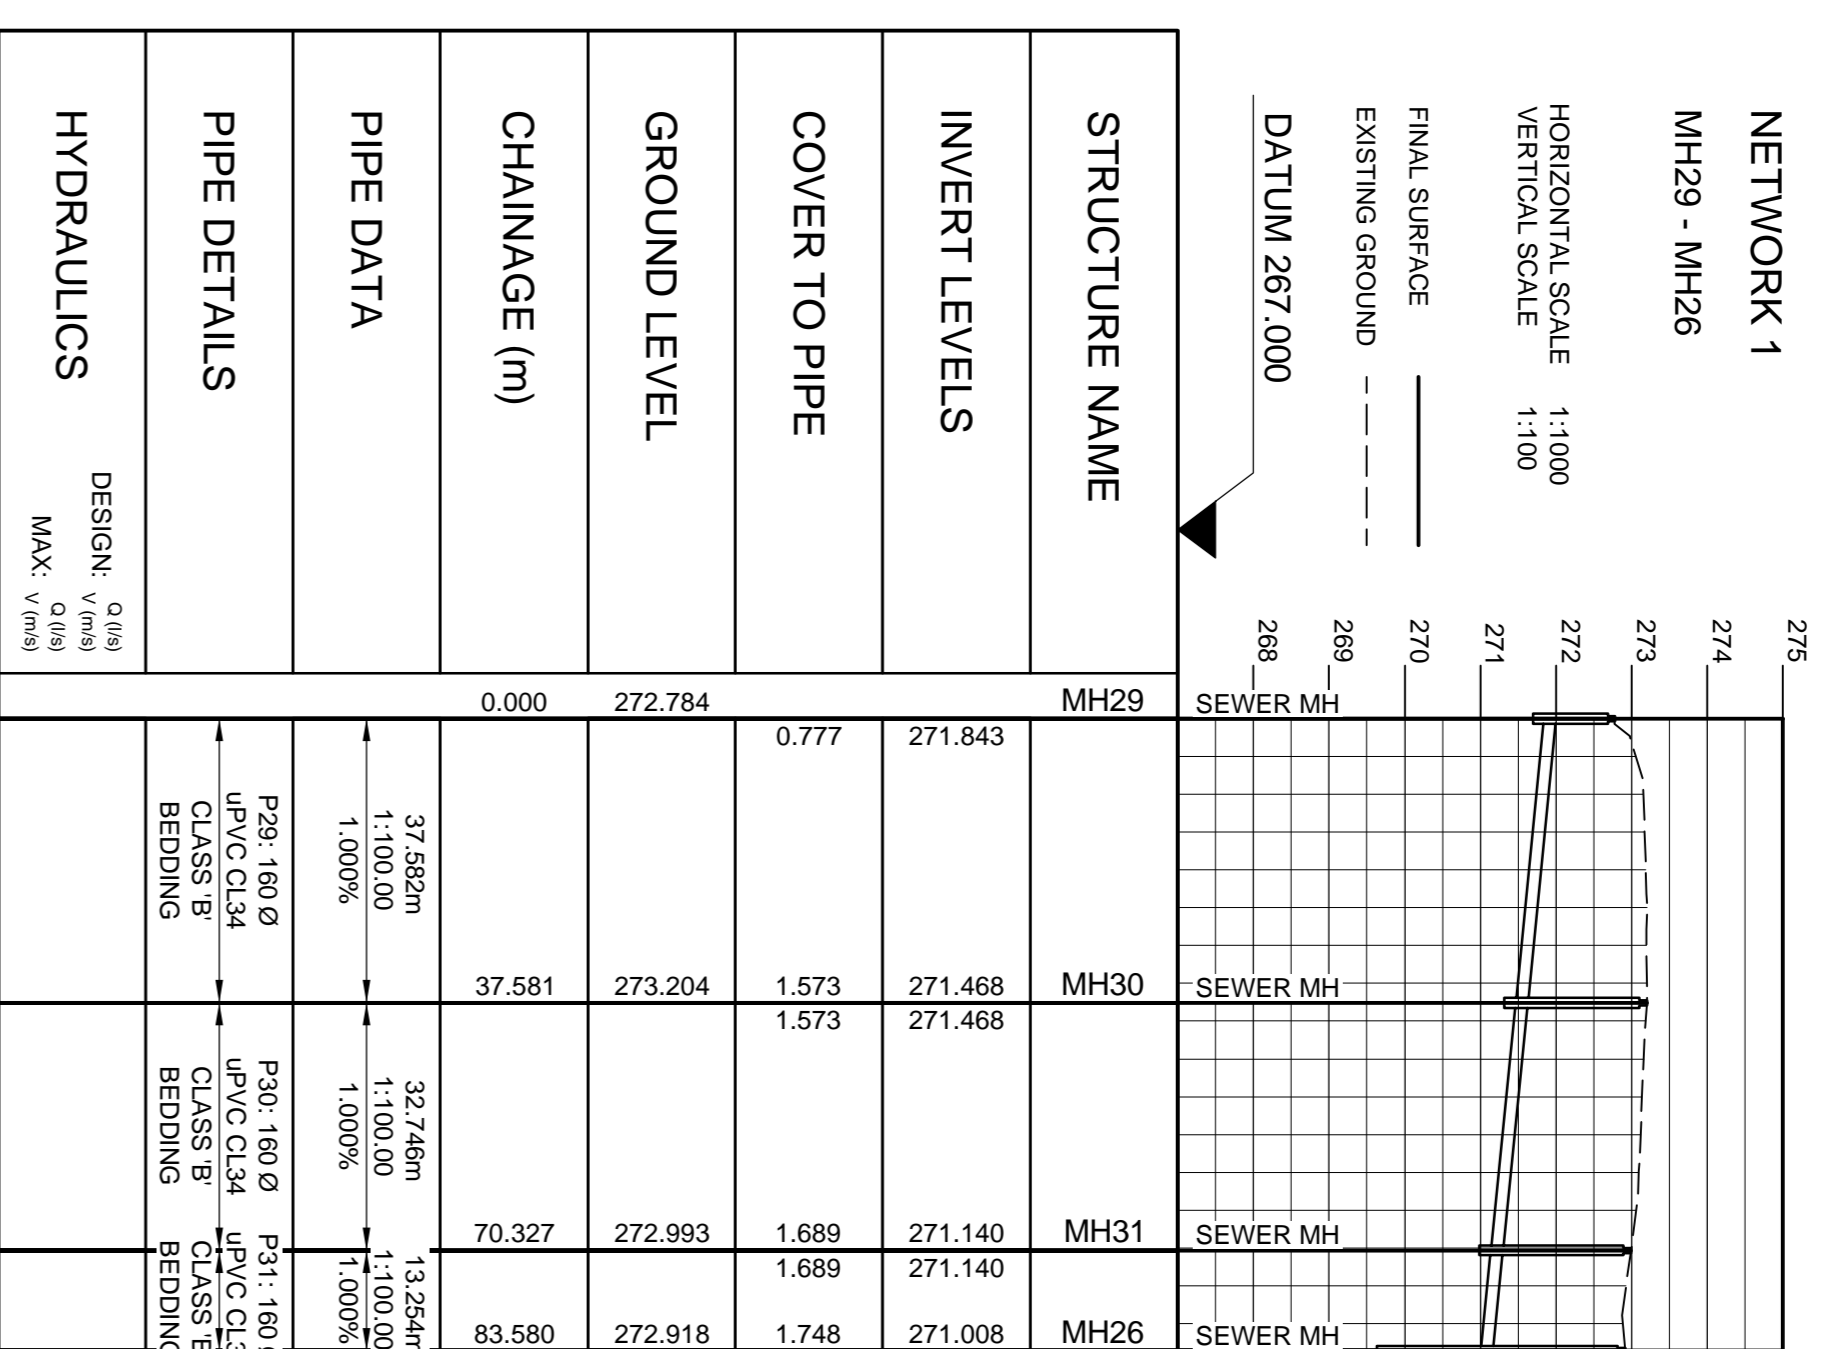 NETWORK 1
MH29 - MH26
HORIZONTAL SCALE 1:1000
VERTICAL SCALE 1:100
FINAL SURFACE
EXISTING GROUND
DATUM 267.000
275
274
273
272
271
270
269
268
SEWER MH
SEWER MH
SEWER MH
SEWER MH
STRUCTURE NAME
MH29
MH30
MH31
MH26
INVERT LEVELS
271.843
271.468
271.468
271.140
271.140
271.008
COVER TO PIPE
0.777
1.573
1.573
1.689
1.689
1.748
GROUND LEVEL
272.784
273.204
272.993
272.918
CHAINAGE (m)
0.000
37.581
70.327
83.580
PIPE DATA
37.582m
1:100.00
1.000%
32.746m
1:100.00
1.000%
13.254m
1:100.00
1.000%
PIPE DETAILS
P29: 160 Ø
uPVC CL34
CLASS 'B'
BEDDING
P30: 160 Ø
uPVC CL34
CLASS 'B'
BEDDING
P31: 160
uPVC
CLASS
HYDRAULICS
DESIGN: Q (l/s)
V (m/s)
MAX: Q (l/s)
V (m/s)